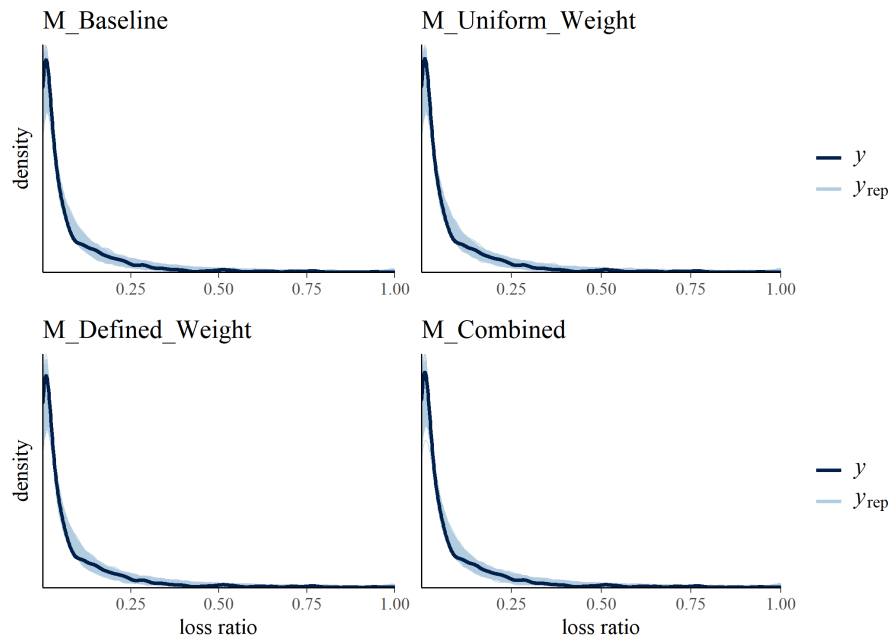 M_Baseline
M_Uniform_Weight
density
0.25 0.50 0.75 1.00
0.25 0.50 0.75 1.00
y
y rep
M_Defined_Weight
M_Combined
density
0.25 0.50 0.75 1.00
0.25 0.50 0.75 1.00
loss ratio
loss ratio
y
y rep